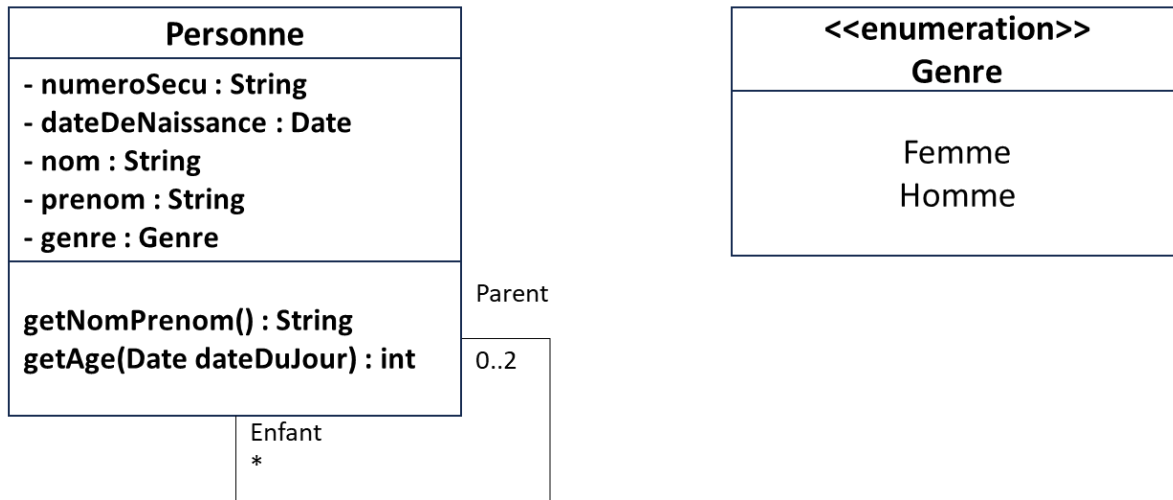 Personne
- numeroSecu : String
- dateDeNaissance : Date
- nom : String
- prenom : String
- genre : Genre
getNomPrenom() : String
getAge(Date dateDuJour) : int
Parent
0..2
Enfant
*
<<enumeration>>
Genre
Femme
Homme